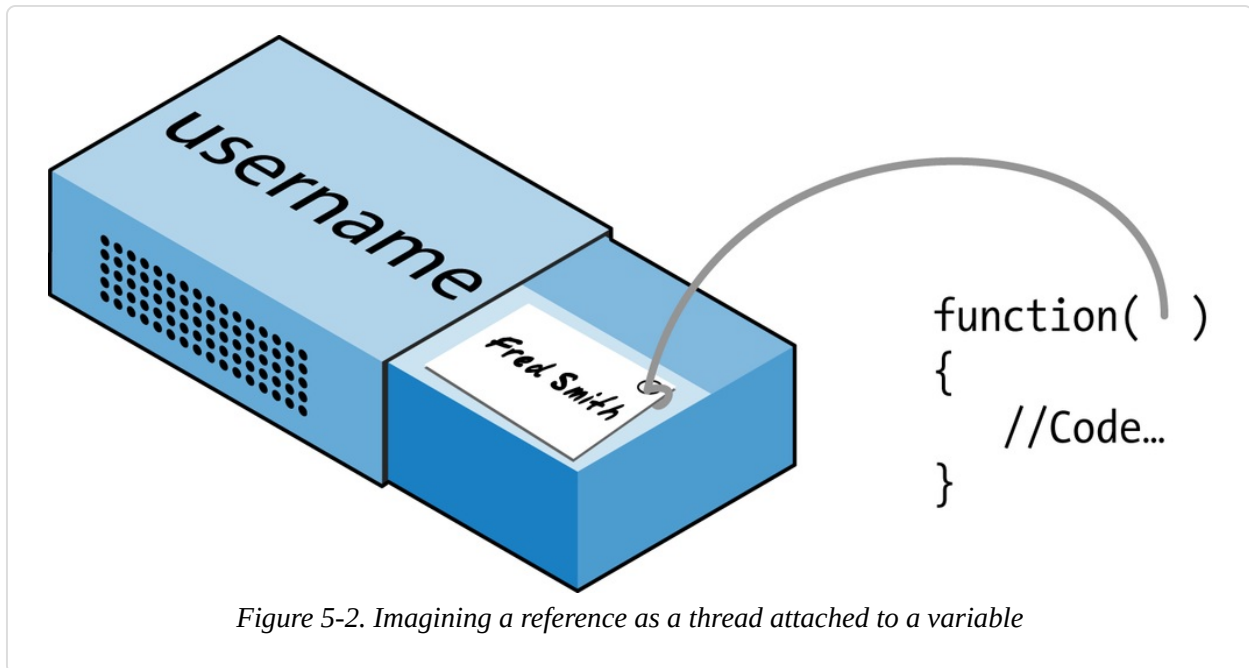 username
Fred Smith
function( )
{
//Code…
}
Figure 5-2. Imagining a reference as a thread attached to a variable